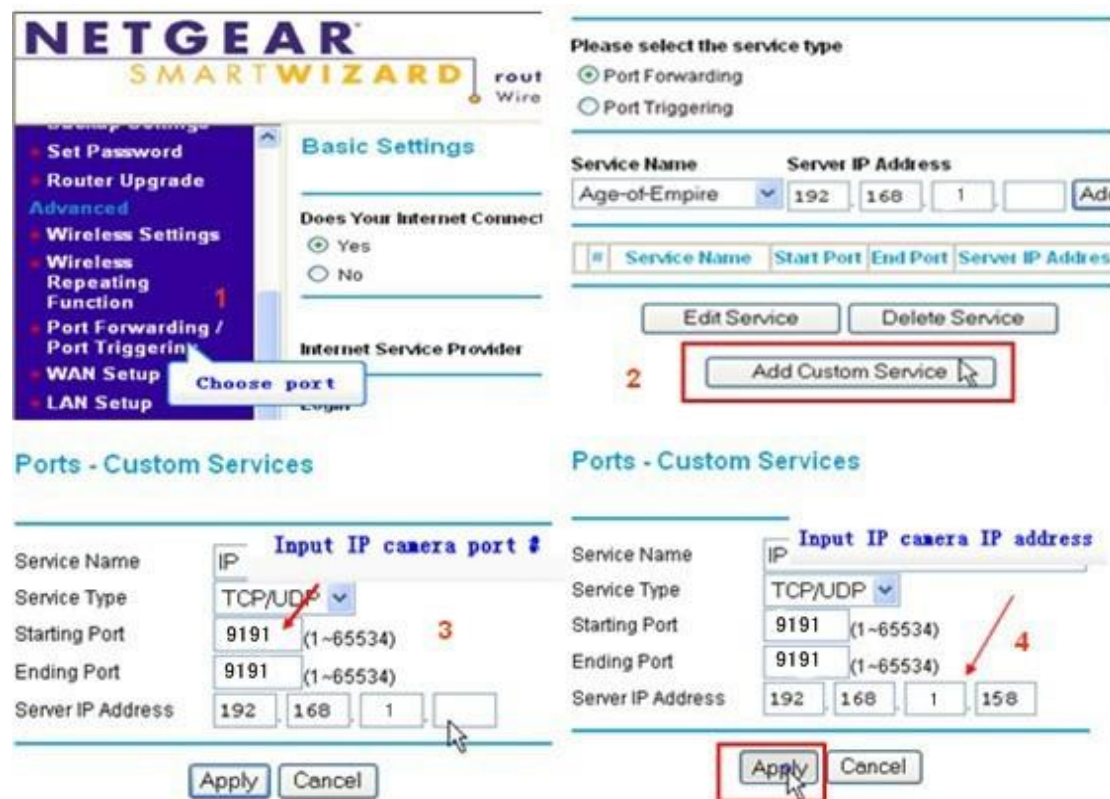 NETGEAR
SMARTWIZARD
rout
Wire
Backup Settings
Set Password
Router Upgrade
Advanced
Wireless Settings
Wireless
Repeating
Function
1
Port Forwarding /
Port Triggering
WAN Setup
LAN Setup
Choose port
Basic Settings
Does Your Internet Connect
Yes
No
Internet Service Provider
Login
Please select the service type
Port Forwarding
Port Triggering
Service Name Server IP Address
Age-of-Empire 192 . 168 . 1 . Add
# Service Name Start Port End Port Server IP Addres
Edit Service Delete Service
2 Add Custom Service
Ports - Custom Services
Input IP camera port #
Service Name IP
Service Type TCP/UDP
Starting Port 9191 (1~65534) 3
Ending Port 9191 (1~65534)
Server IP Address 192 . 168 . 1 .
Apply Cancel
Ports - Custom Services
Input IP camera IP address
Service Name IP
Service Type TCP/UDP
Starting Port 9191 (1~65534)
4
Ending Port 9191 (1~65534)
Server IP Address 192 . 168 . 1 . 158
Apply Cancel